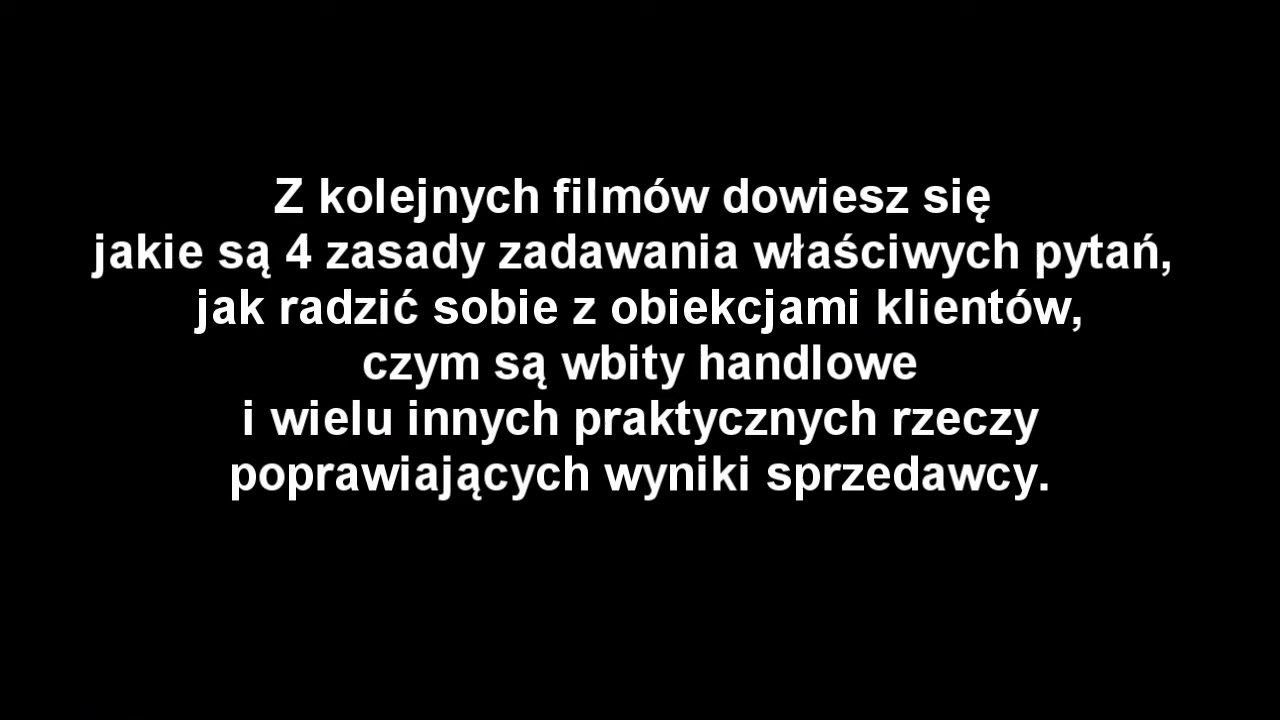 Z kolejnych filmów dowiesz się
jakie są 4 zasady zadawania właściwych pytań,
jak radzić sobie z obiekcjami klientów,
czym są wbity handlowe
i wielu innych praktycznych rzeczy
poprawiających wyniki sprzedawcy.